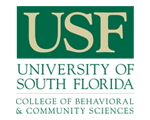 USF
UNIVERSITY OF
SOUTH FLORIDA
COLLEGE OF BEHAVIORAL
& COMMUNITY SCIENCES